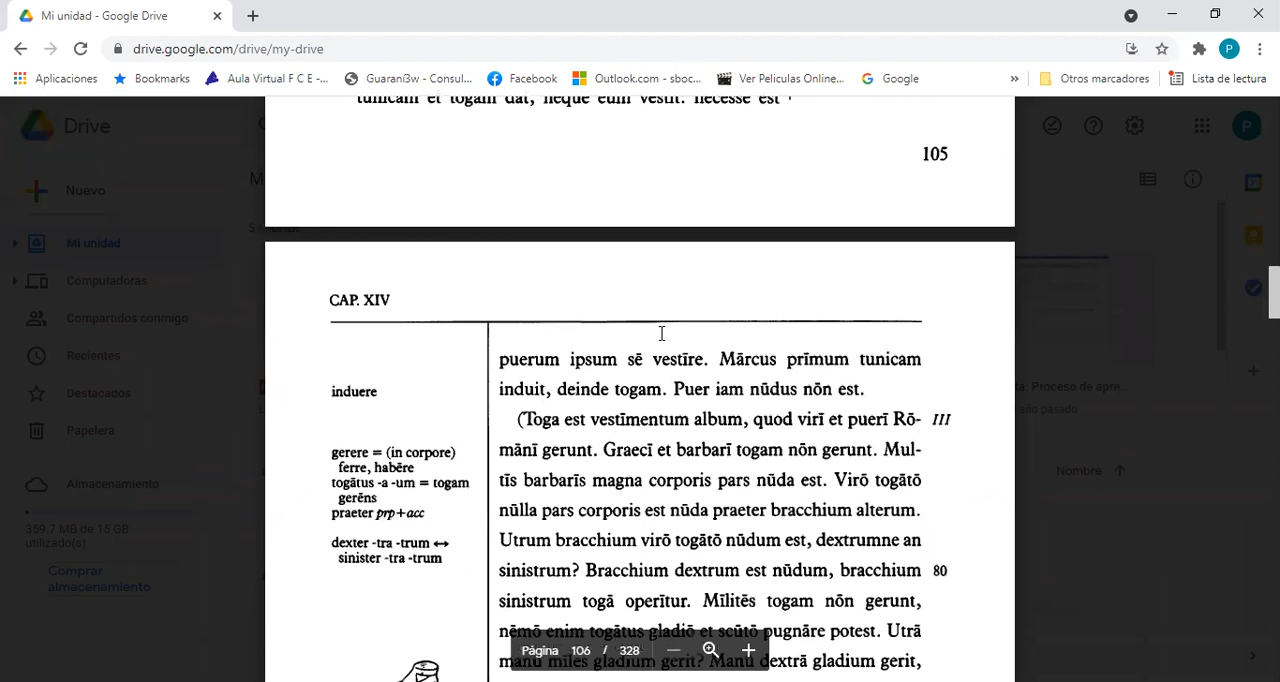 Mi unidad - Google Drive
drive.google.com/drive/my-drive
P
Aplicaciones
Bookmarks
Aula Virtual F C E -...
Guarani3w - Consul...
Facebook
Outlook.com - sboc...
Ver Peliculas Online...
Google
»
Otros marcadores
Lista de lectura
tunicam et togam dat, neque eum vestit: necesse est
Drive
P
105
Nuevo
Mi unidad
Computadoras
CAP. XIV
Compartidos conmigo
puerum ipsum sē vestīre. Mārcus prīmum tunicam
Recientes
induere
induit, deinde togam. Puer iam nūdus nōn est.
ta: Proceso de apre...
año pasado
Destacados
(Toga est vestīmentum album, quod virī et puerī Rō- III
Papelera
gerere = (in corpore)
ferre, habēre
mānī gerunt. Graecī et barbarī togam nōn gerunt. Mul-
Nombre
togātus -a -um = togam
gerēns
tīs barbarīs magna corporis pars nūda est. Virō togātō
Almacenamiento
praeter prp+acc
nūlla pars corporis est nūda praeter bracchium alterum.
359.7 MB de 15 GB
utilizado(s)
dexter -tra -trum ↔
sinister -tra -trum
Utrum bracchium virō togātō nūdum est, dextrumne an
Comprar
almacenamiento
sinistrum? Bracchium dextrum est nūdum, bracchium 80
sinistrum togā operītur. Mīlitēs togam nōn gerunt,
nēmō enim togātus gladiō et scūtō pugnāre potest. Utrā
Página 106 / 328
manū mīles gladium gerit? Manū dextrā gladium gerit,